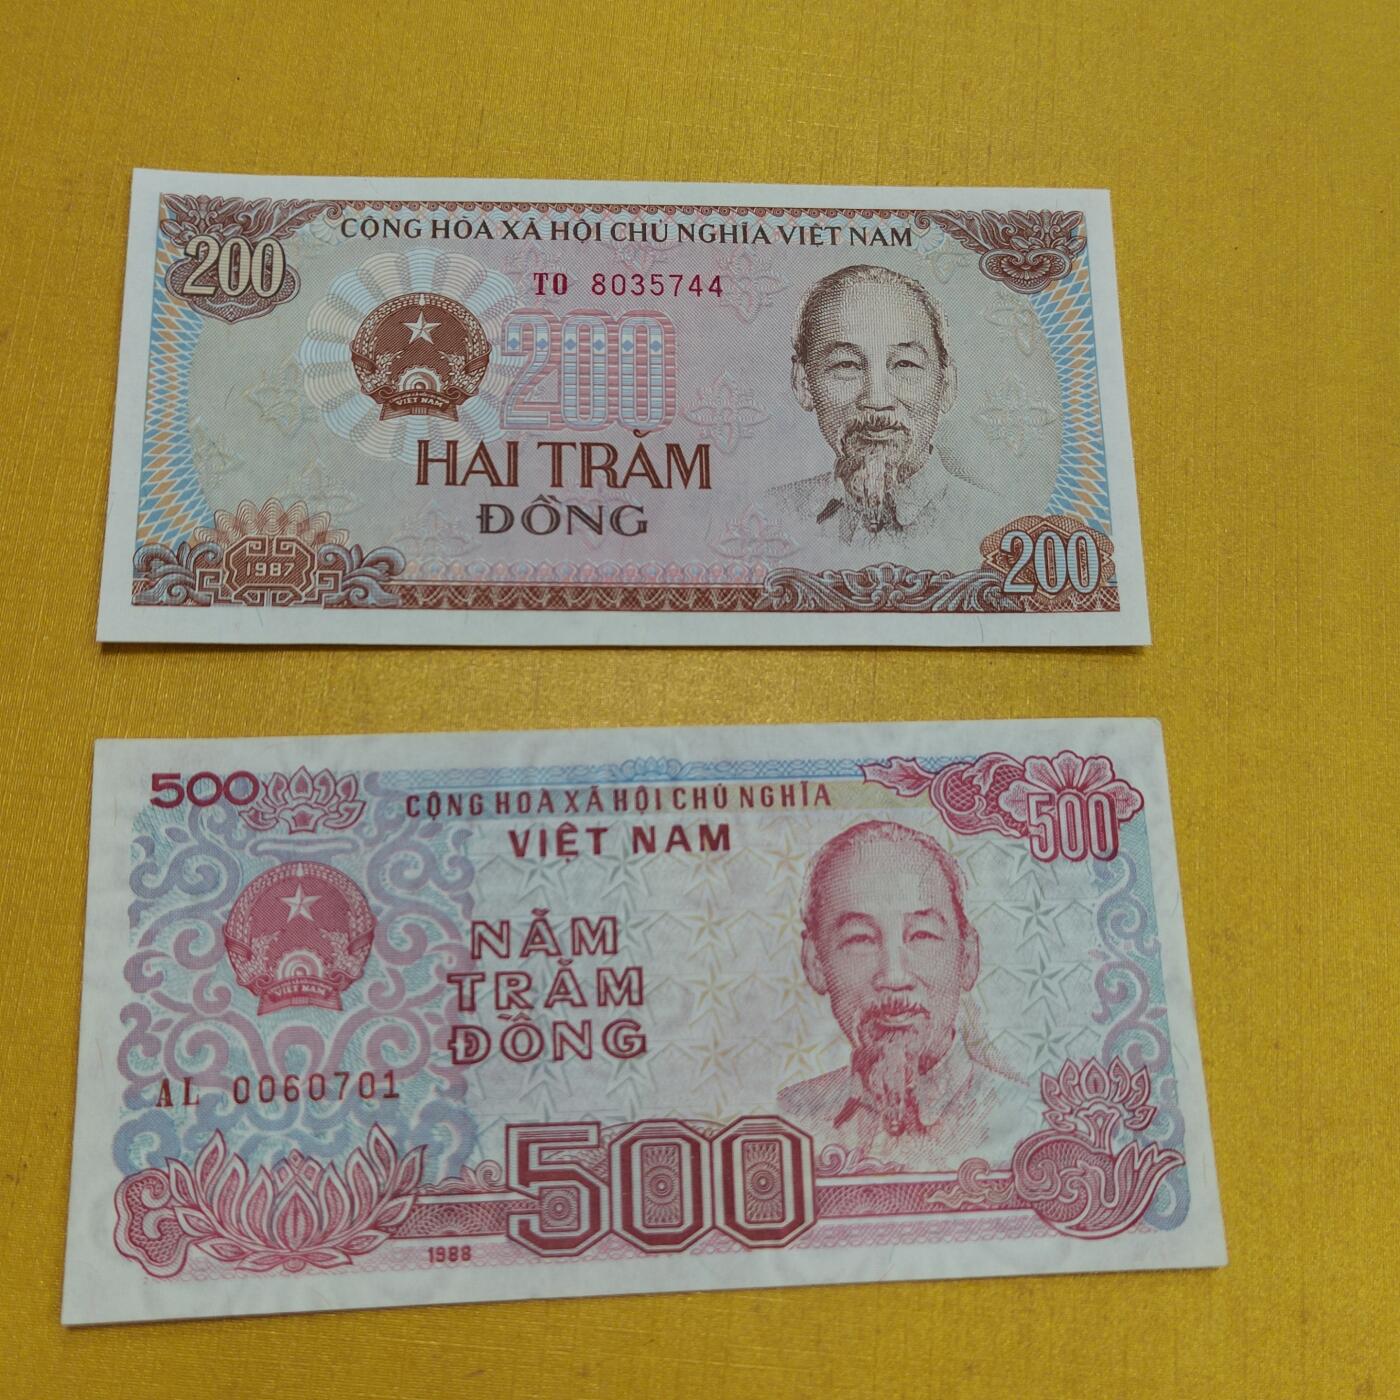 CỘNG HÒA XÃ HỘI CHỦ NGHĨA VIỆT NAM
200
TO 8035744
200
VIỆT NAM
HAI TRĂM
ĐỒNG
1987
200
500
CỘNG HOÀ XÃ HỘI CHỦ NGHĨA
VIỆT NAM
500
NĂM
TRĂM
ĐỒNG
VIỆT NAM
AL 0060701
500
1988